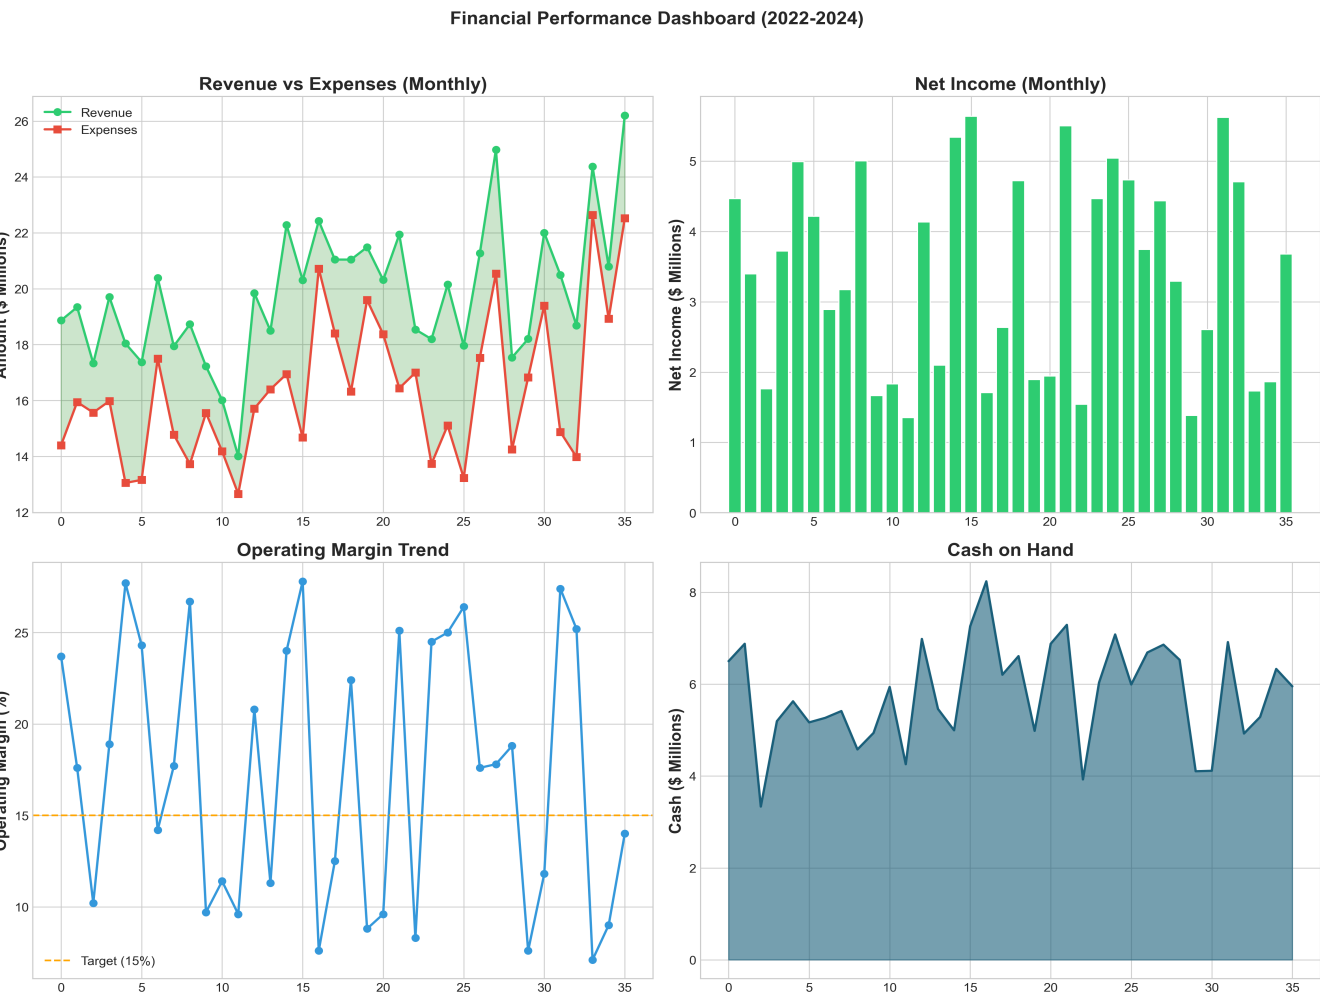 Financial Performance Dashboard (2022-2024)
Revenue vs Expenses (Monthly)
Revenue
Expenses
Amount ($ Millions)
26
24
22
20
18
16
14
12
0 5 10 15 20 25 30 35
Net Income (Monthly)
Net Income ($ Millions)
5
4
3
2
1
0
0 5 10 15 20 25 30 35
Operating Margin Trend
Operating Margin (%)
25
20
15
10
Target (15%)
0 5 10 15 20 25 30 35
Cash on Hand
Cash ($ Millions)
8
6
4
2
0
0 5 10 15 20 25 30 35